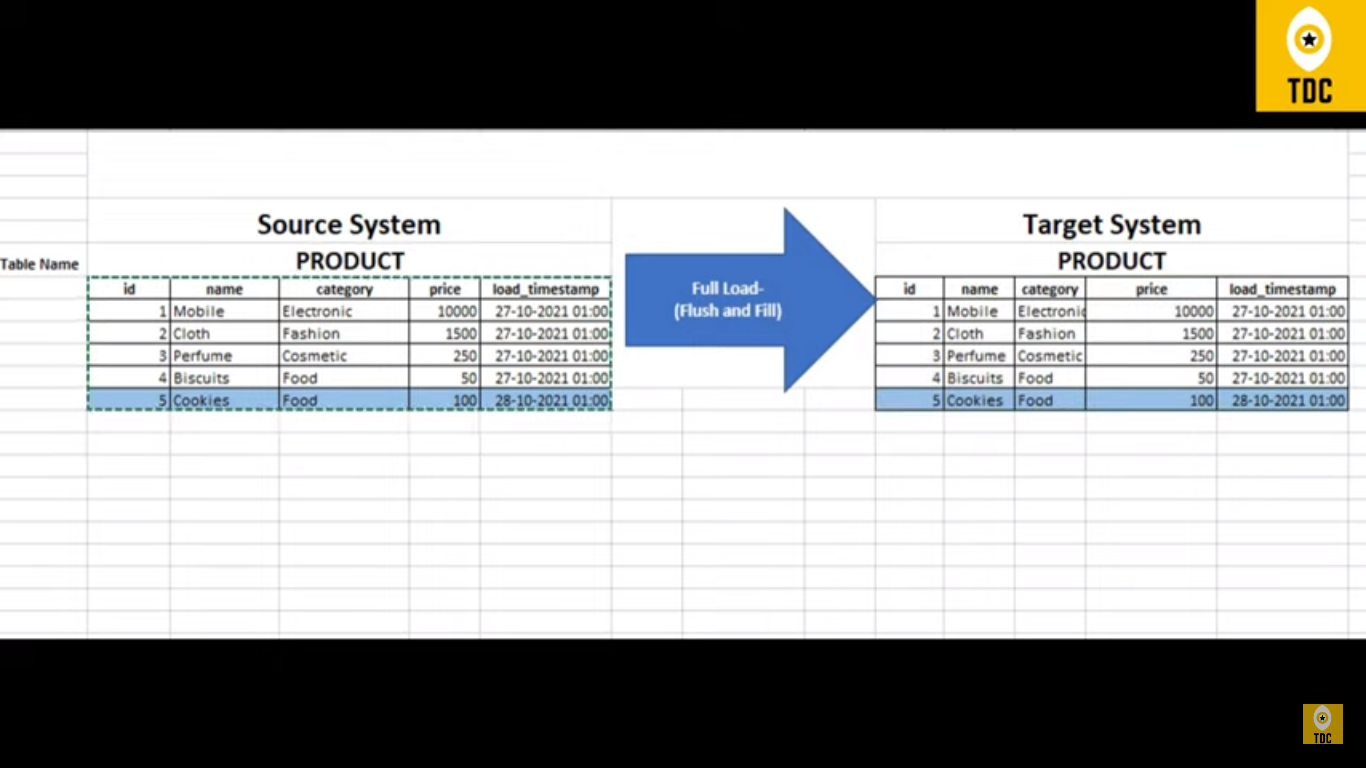 TDC
Source System
Target System
Table Name
PRODUCT
PRODUCT
id name category price load_timestamp
1 Mobile Electronic 10000 27-10-2021 01:00
2 Cloth Fashion 1500 27-10-2021 01:00
3 Perfume Cosmetic 250 27-10-2021 01:00
4 Biscuits Food 50 27-10-2021 01:00
5 Cookies Food 100 28-10-2021 01:00
Full Load-
(Flush and Fill)
id name category price load_timestamp
1 Mobile Electronic 10000 27-10-2021 01:00
2 Cloth Fashion 1500 27-10-2021 01:00
3 Perfume Cosmetic 250 27-10-2021 01:00
4 Biscuits Food 50 27-10-2021 01:00
5 Cookies Food 100 28-10-2021 01:00
TDC